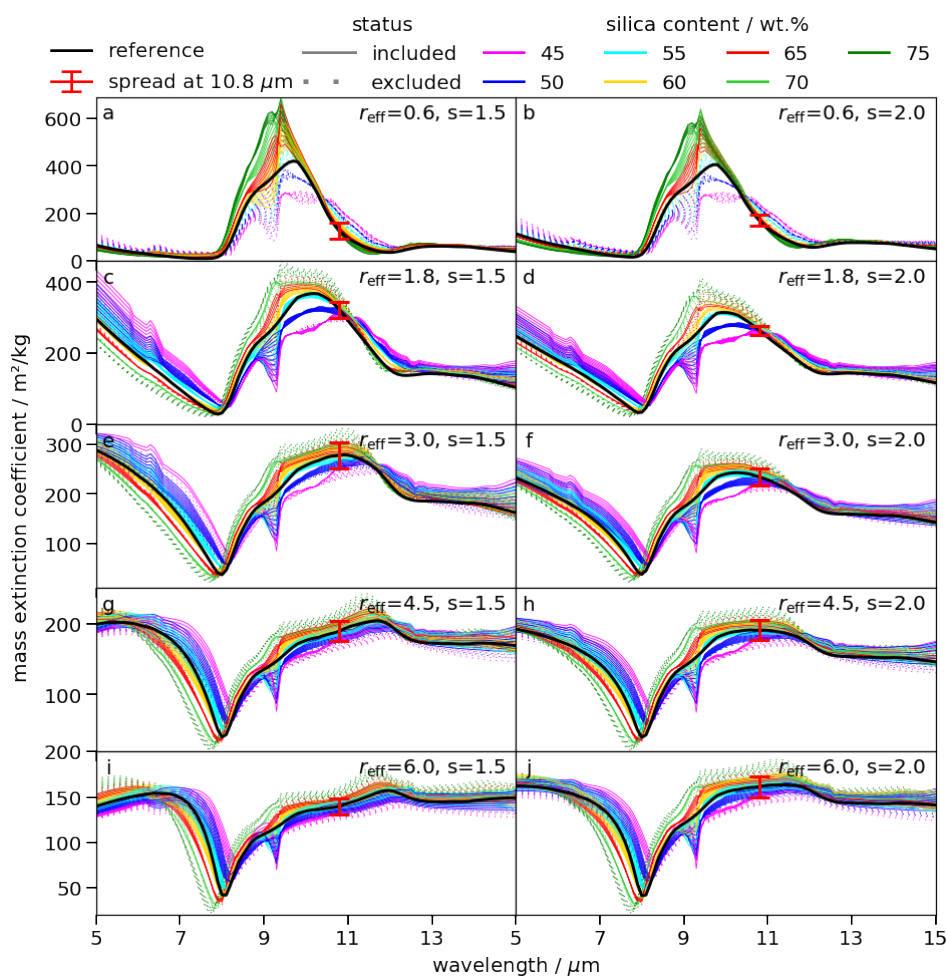 status
silica content / wt.%
reference
included
45
55
65
75
spread at 10.8 μm
excluded
50
60
70
a
r_eff=0.6, s=1.5
b
r_eff=0.6, s=2.0
600
400
200
0
c
r_eff=1.8, s=1.5
d
r_eff=1.8, s=2.0
400
200
0
e
r_eff=3.0, s=1.5
f
r_eff=3.0, s=2.0
300
200
100
g
r_eff=4.5, s=1.5
h
r_eff=4.5, s=2.0
200
100
i
r_eff=6.0, s=1.5
j
r_eff=6.0, s=2.0
200
150
100
50
mass extinction coefficient / m²/kg
5
7
9
11
13
5
7
9
11
13
15
wavelength / μm